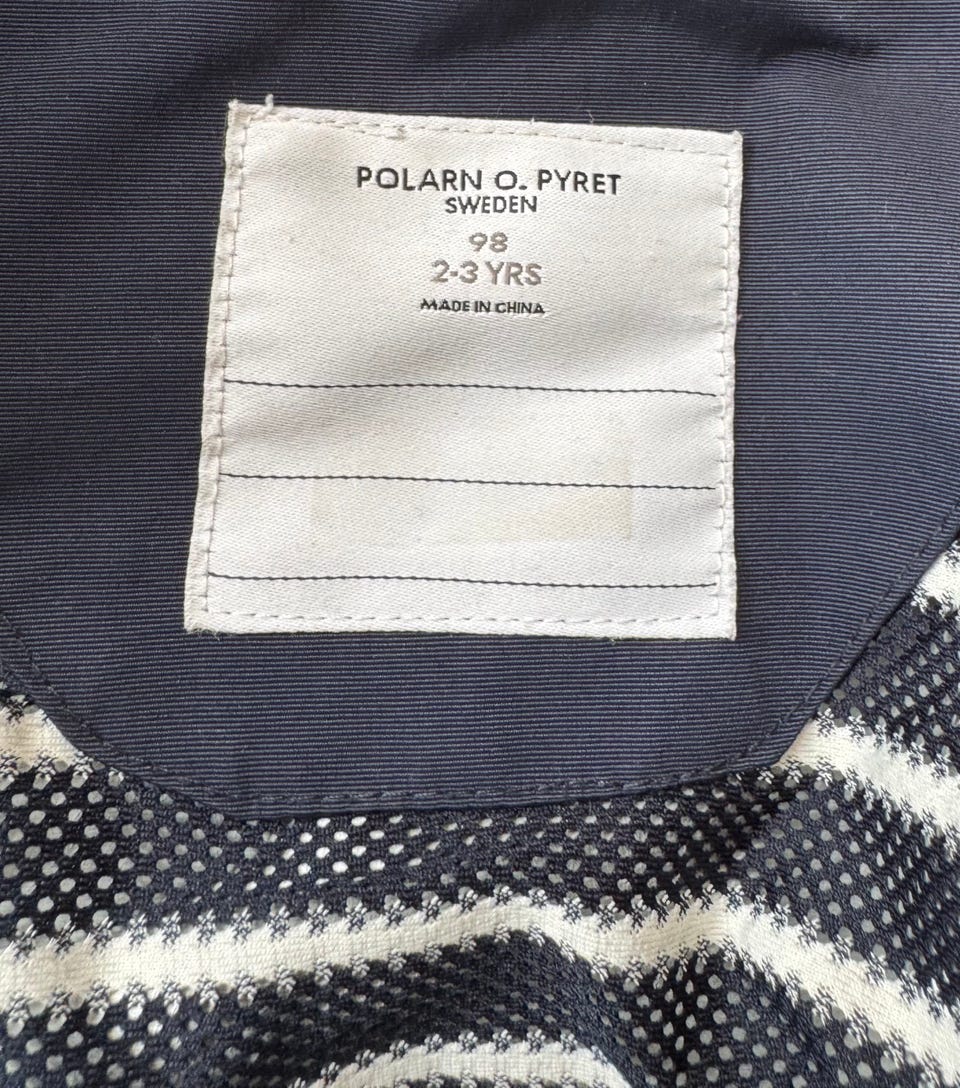 POLARN O. PYRET
SWEDEN
98
2-3 YRS
MADE IN CHINA